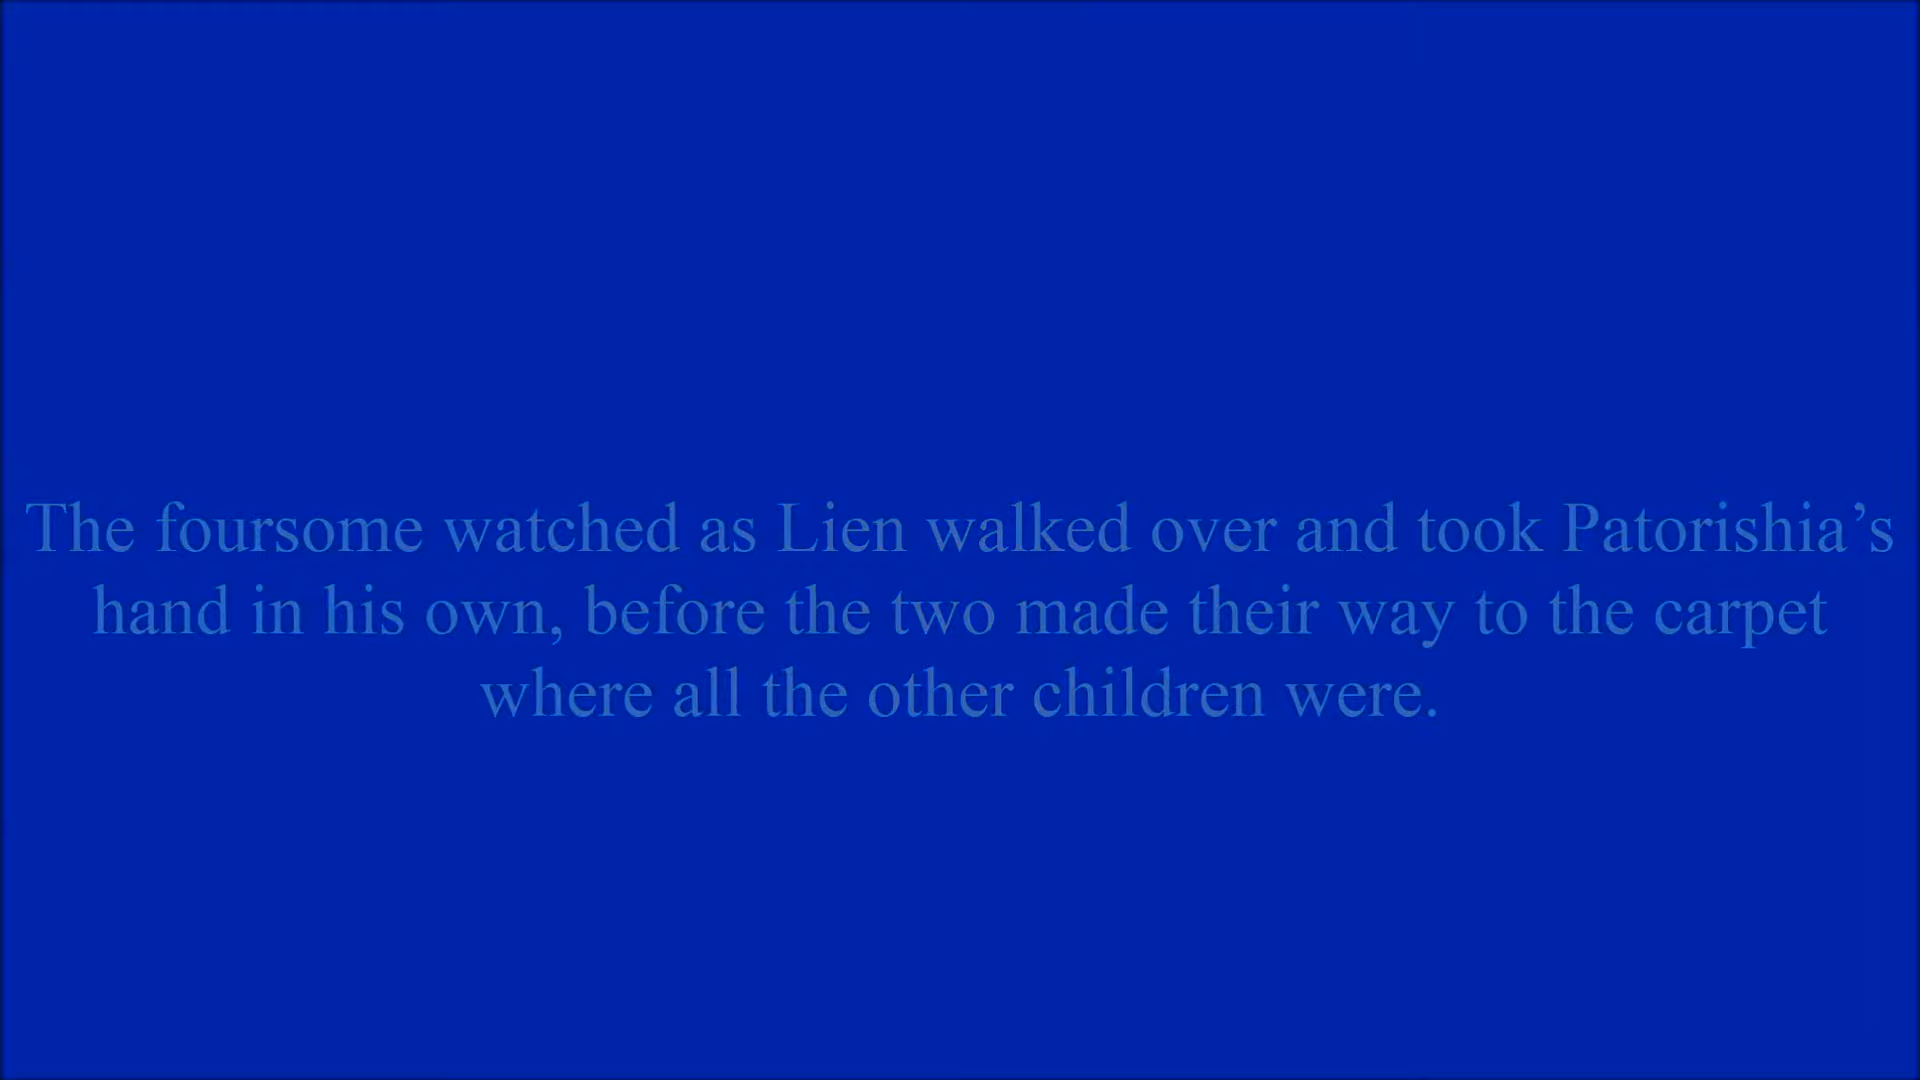 The foursome watched as Lien walked over and took Patorishia’s
hand in his own, before the two made their way to the carpet
where all the other children were.